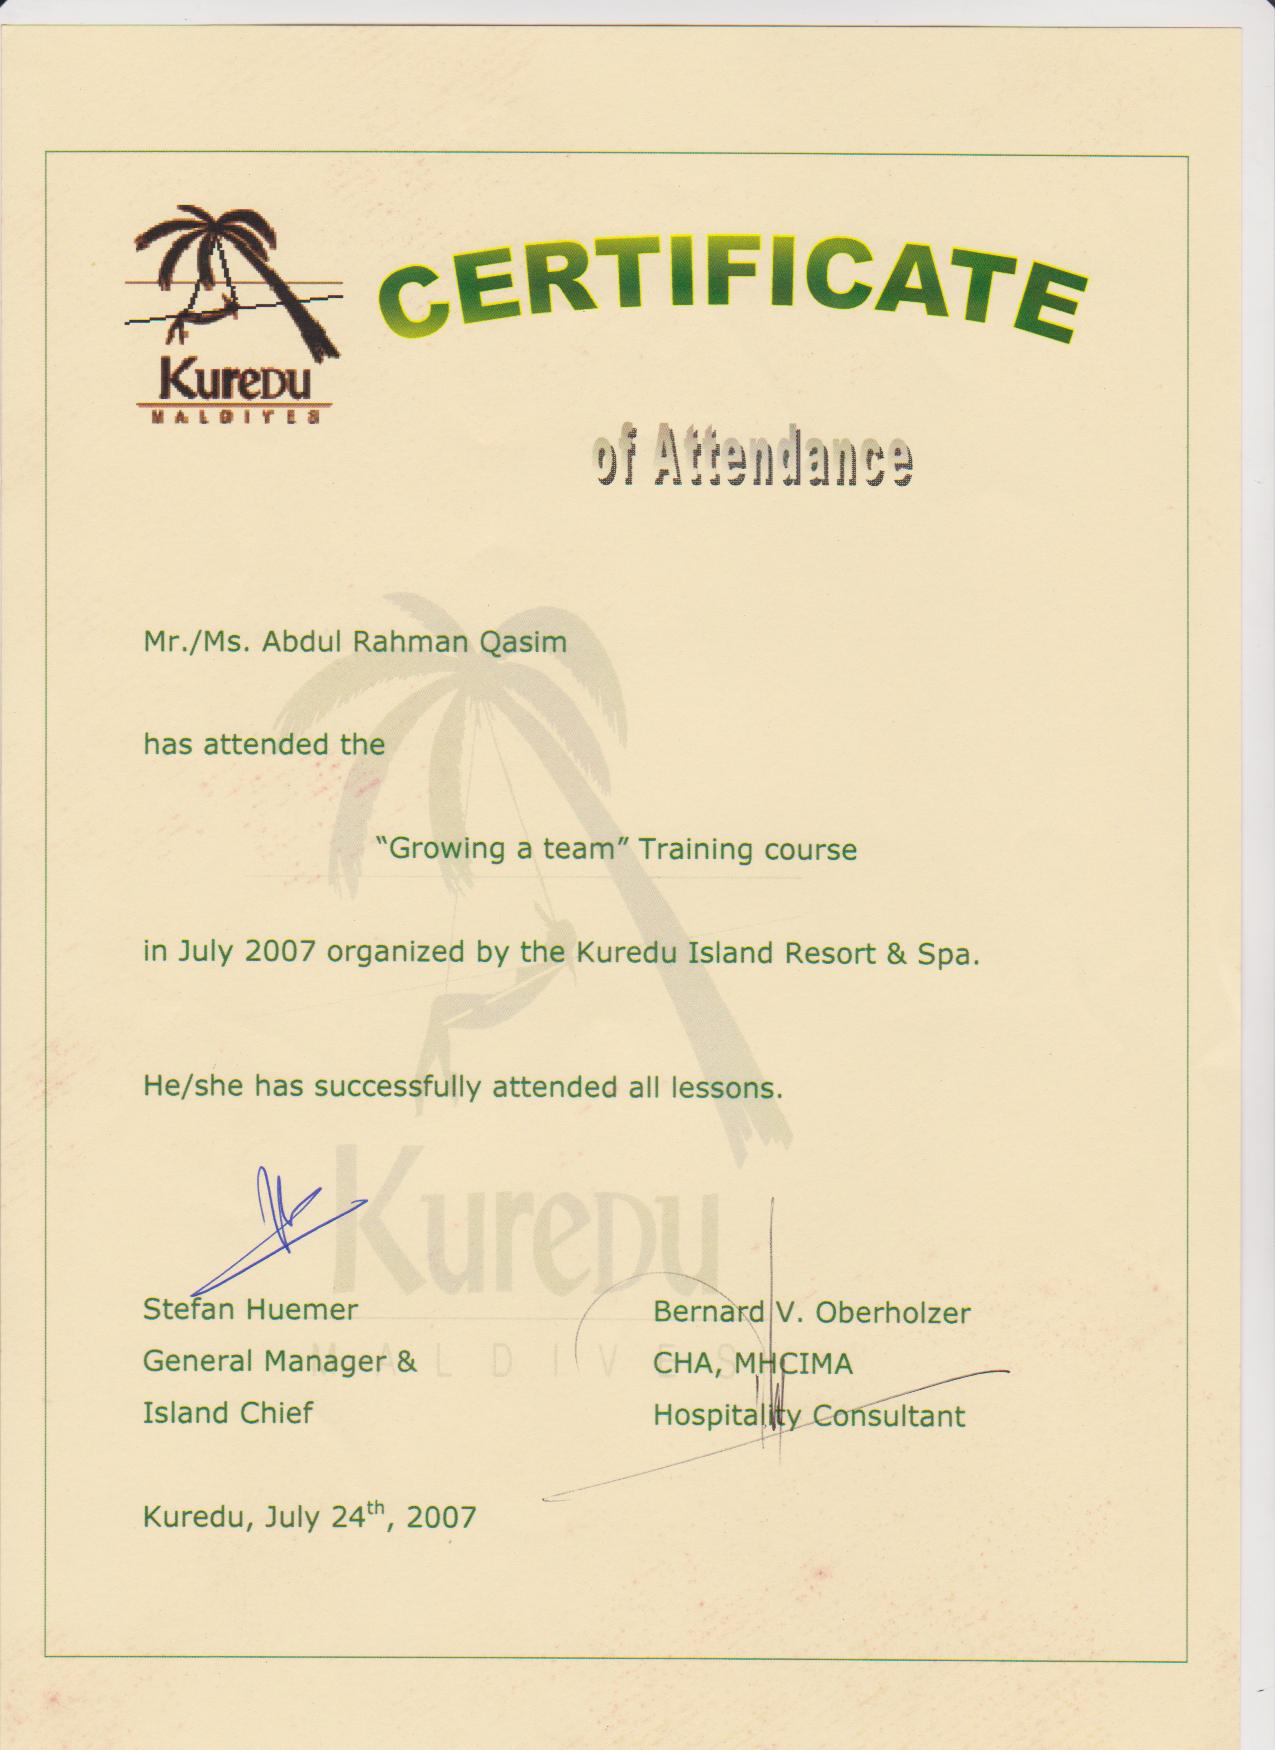 CERTIFICATE
of Attendance
KUREDU
MALDIVES
Mr./Ms. Abdul Rahman Qasim
has attended the
“Growing a team” Training course
in July 2007 organized by the Kuredu Island Resort & Spa.
He/she has successfully attended all lessons.
KUREDU
MALDIVES
Stefan Huemer
General Manager &
Island Chief
Bernard V. Oberholzer
CHA, MHCIMA
Hospitality Consultant
Kuredu, July 24th, 2007